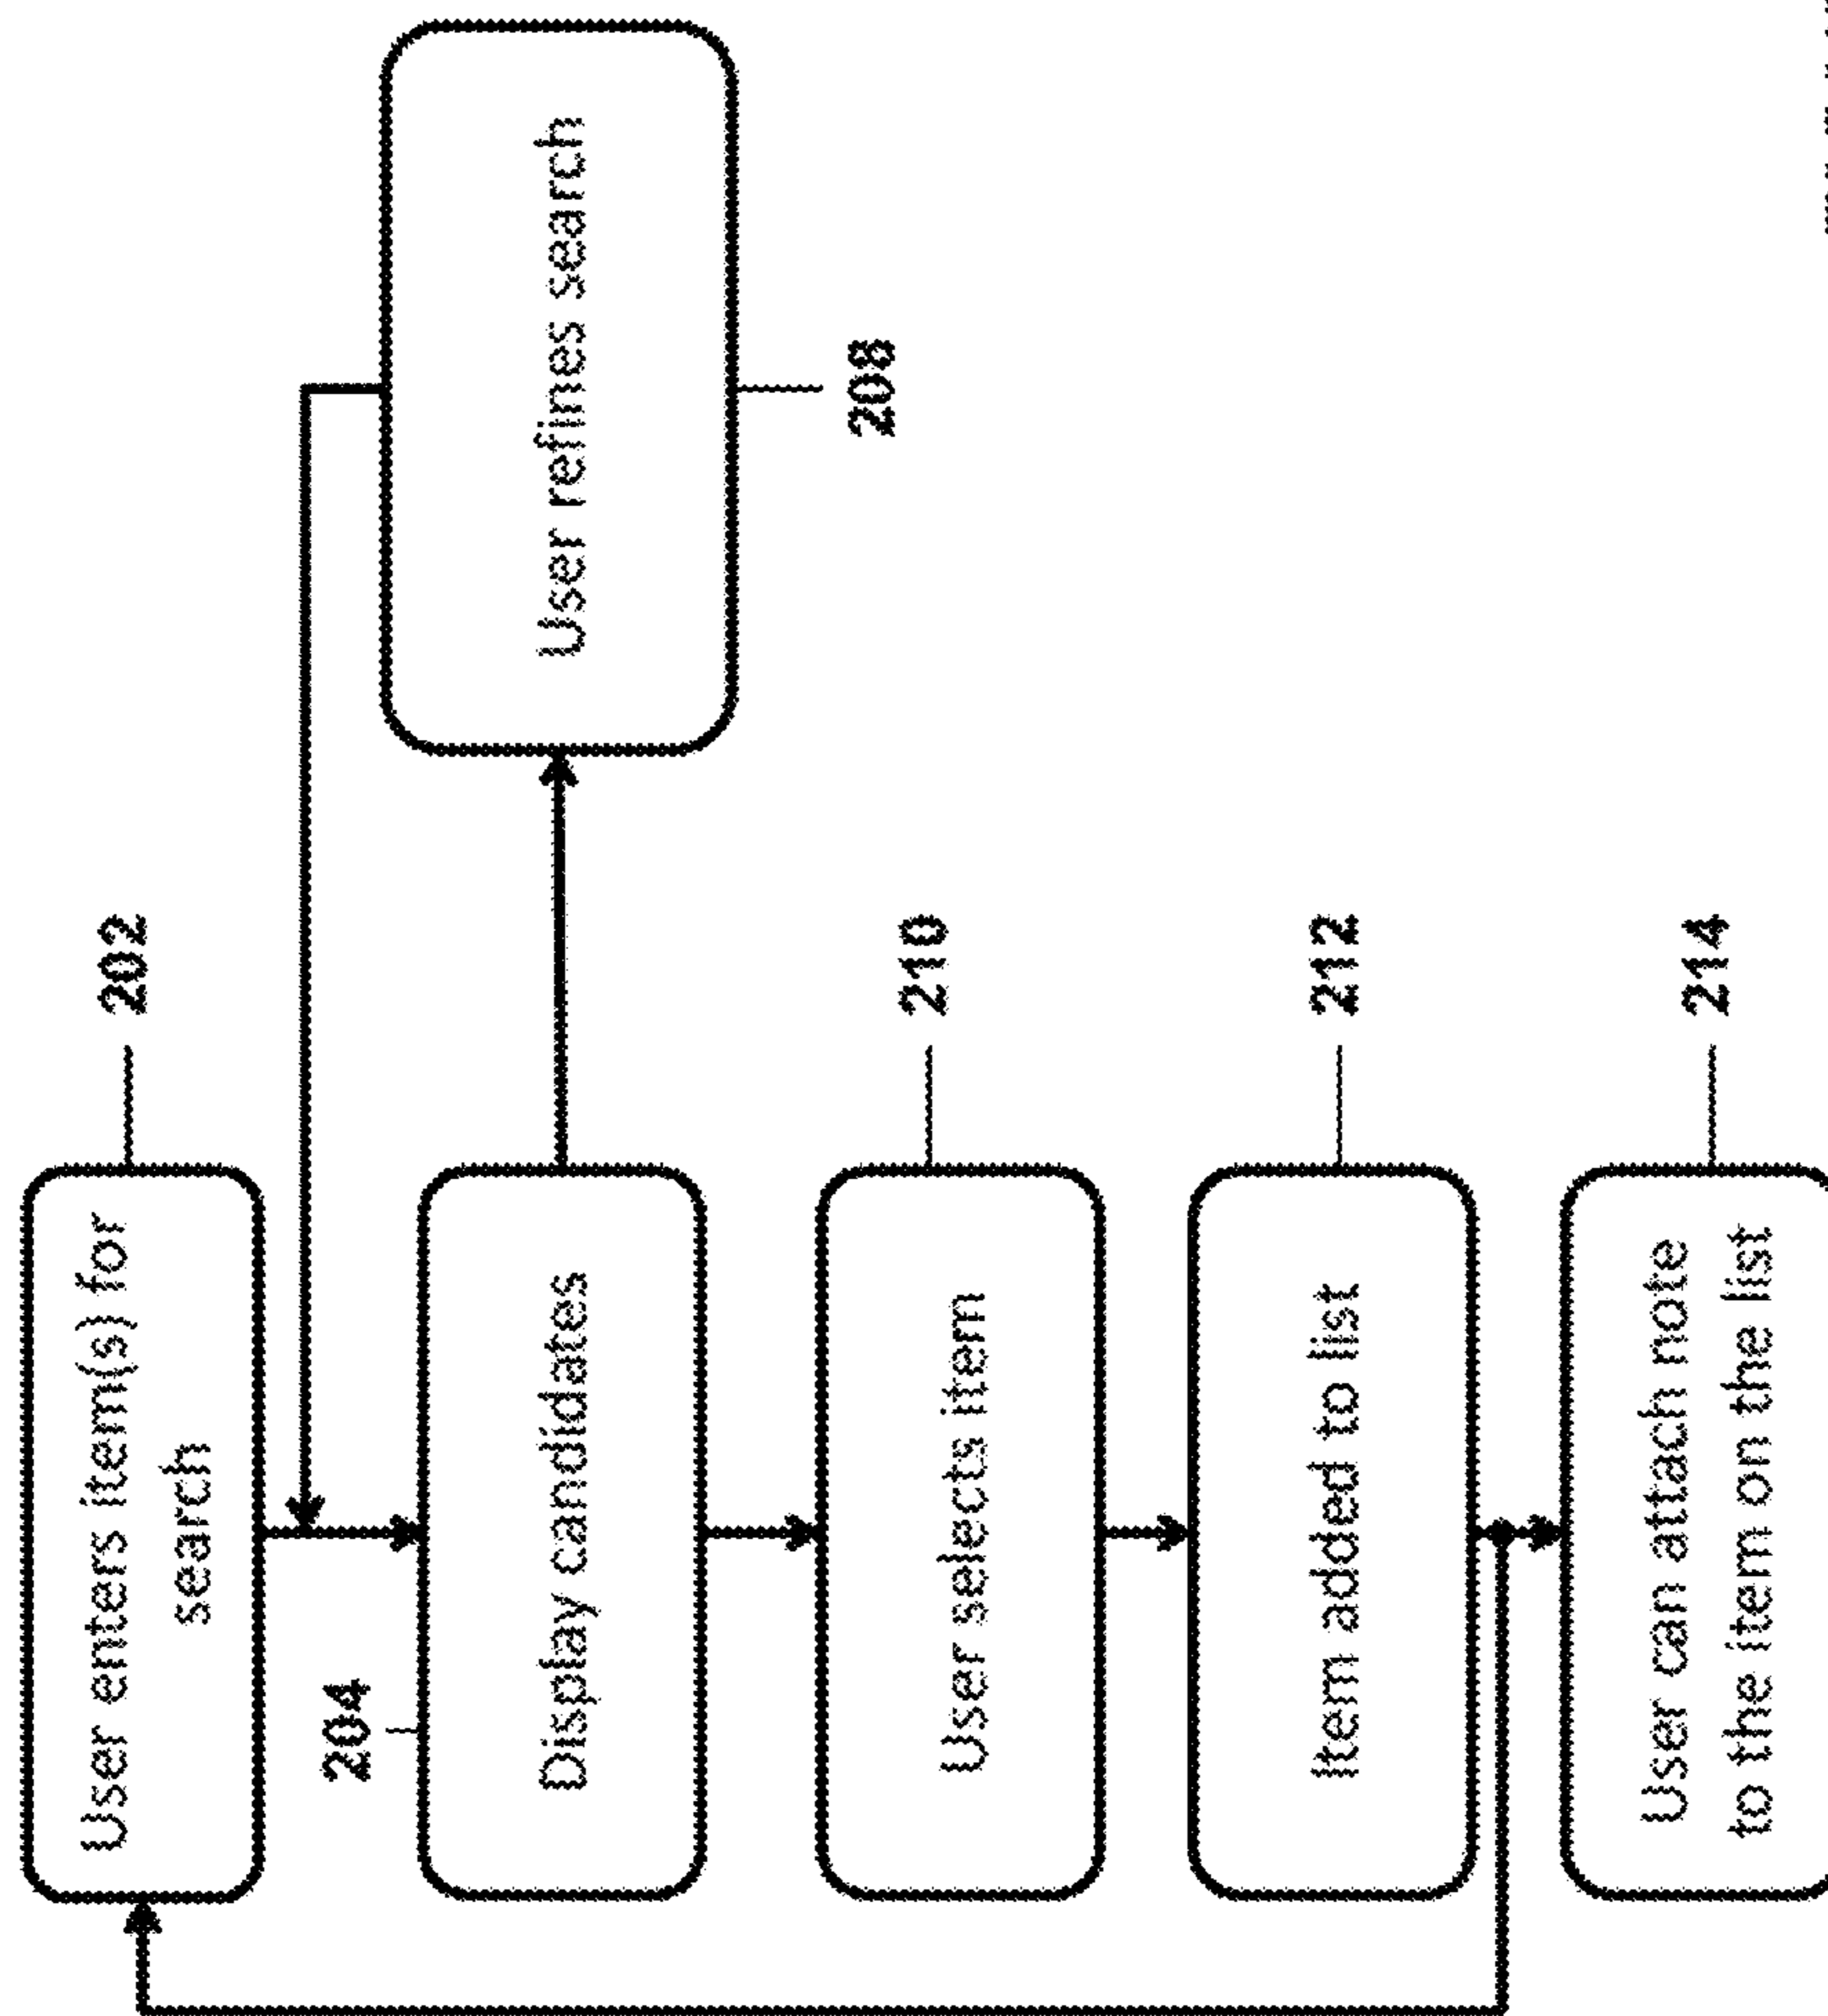 User enters item(s) for
search
202
204
Display candidates
User refines search
208
User selects item
210
Item added to list
212
User can attach note
to the item on the list
214